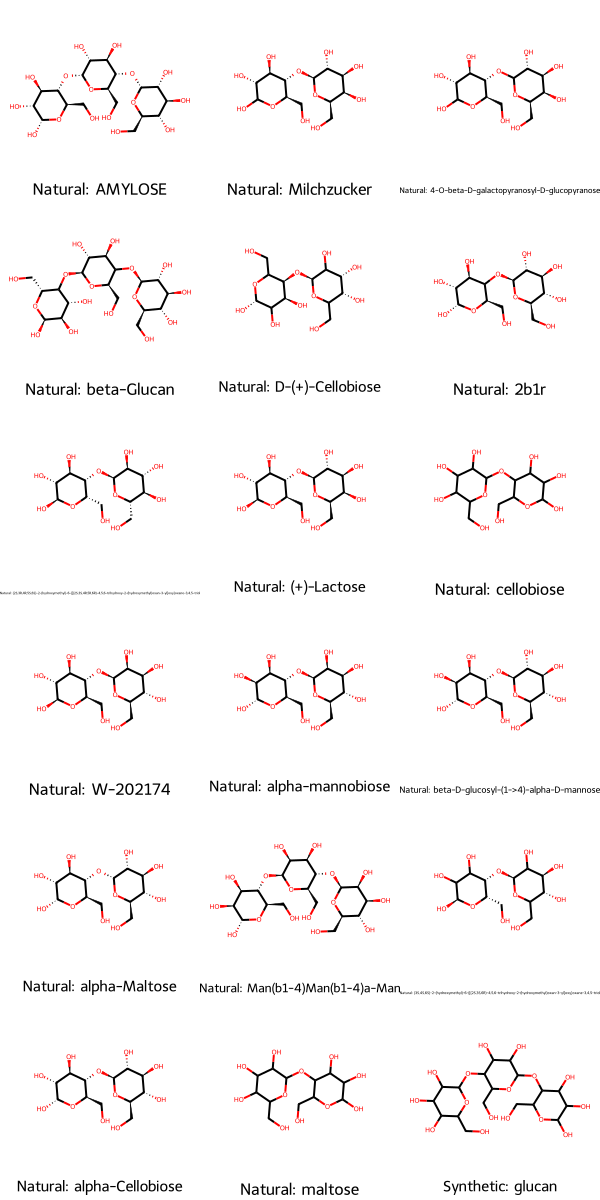 Natural: AMYLOSE
Natural: Milchzucker
Natural: 4-O-beta-D-galactopyranosyl-D-glucopyranose
Natural: beta-Glucan
Natural: D-(+)-Cellobiose
Natural: 2b1r
Natural: (+)-Lactose
Natural: cellobiose
Natural: W-202174
Natural: alpha-mannobiose
Natural: beta-D-glucosyl-(1->4)-alpha-D-mannose
Natural: alpha-Maltose
Natural: Man(b1-4)Man(b1-4)a-Man
Natural: alpha-Cellobiose
Natural: maltose
Synthetic: glucan